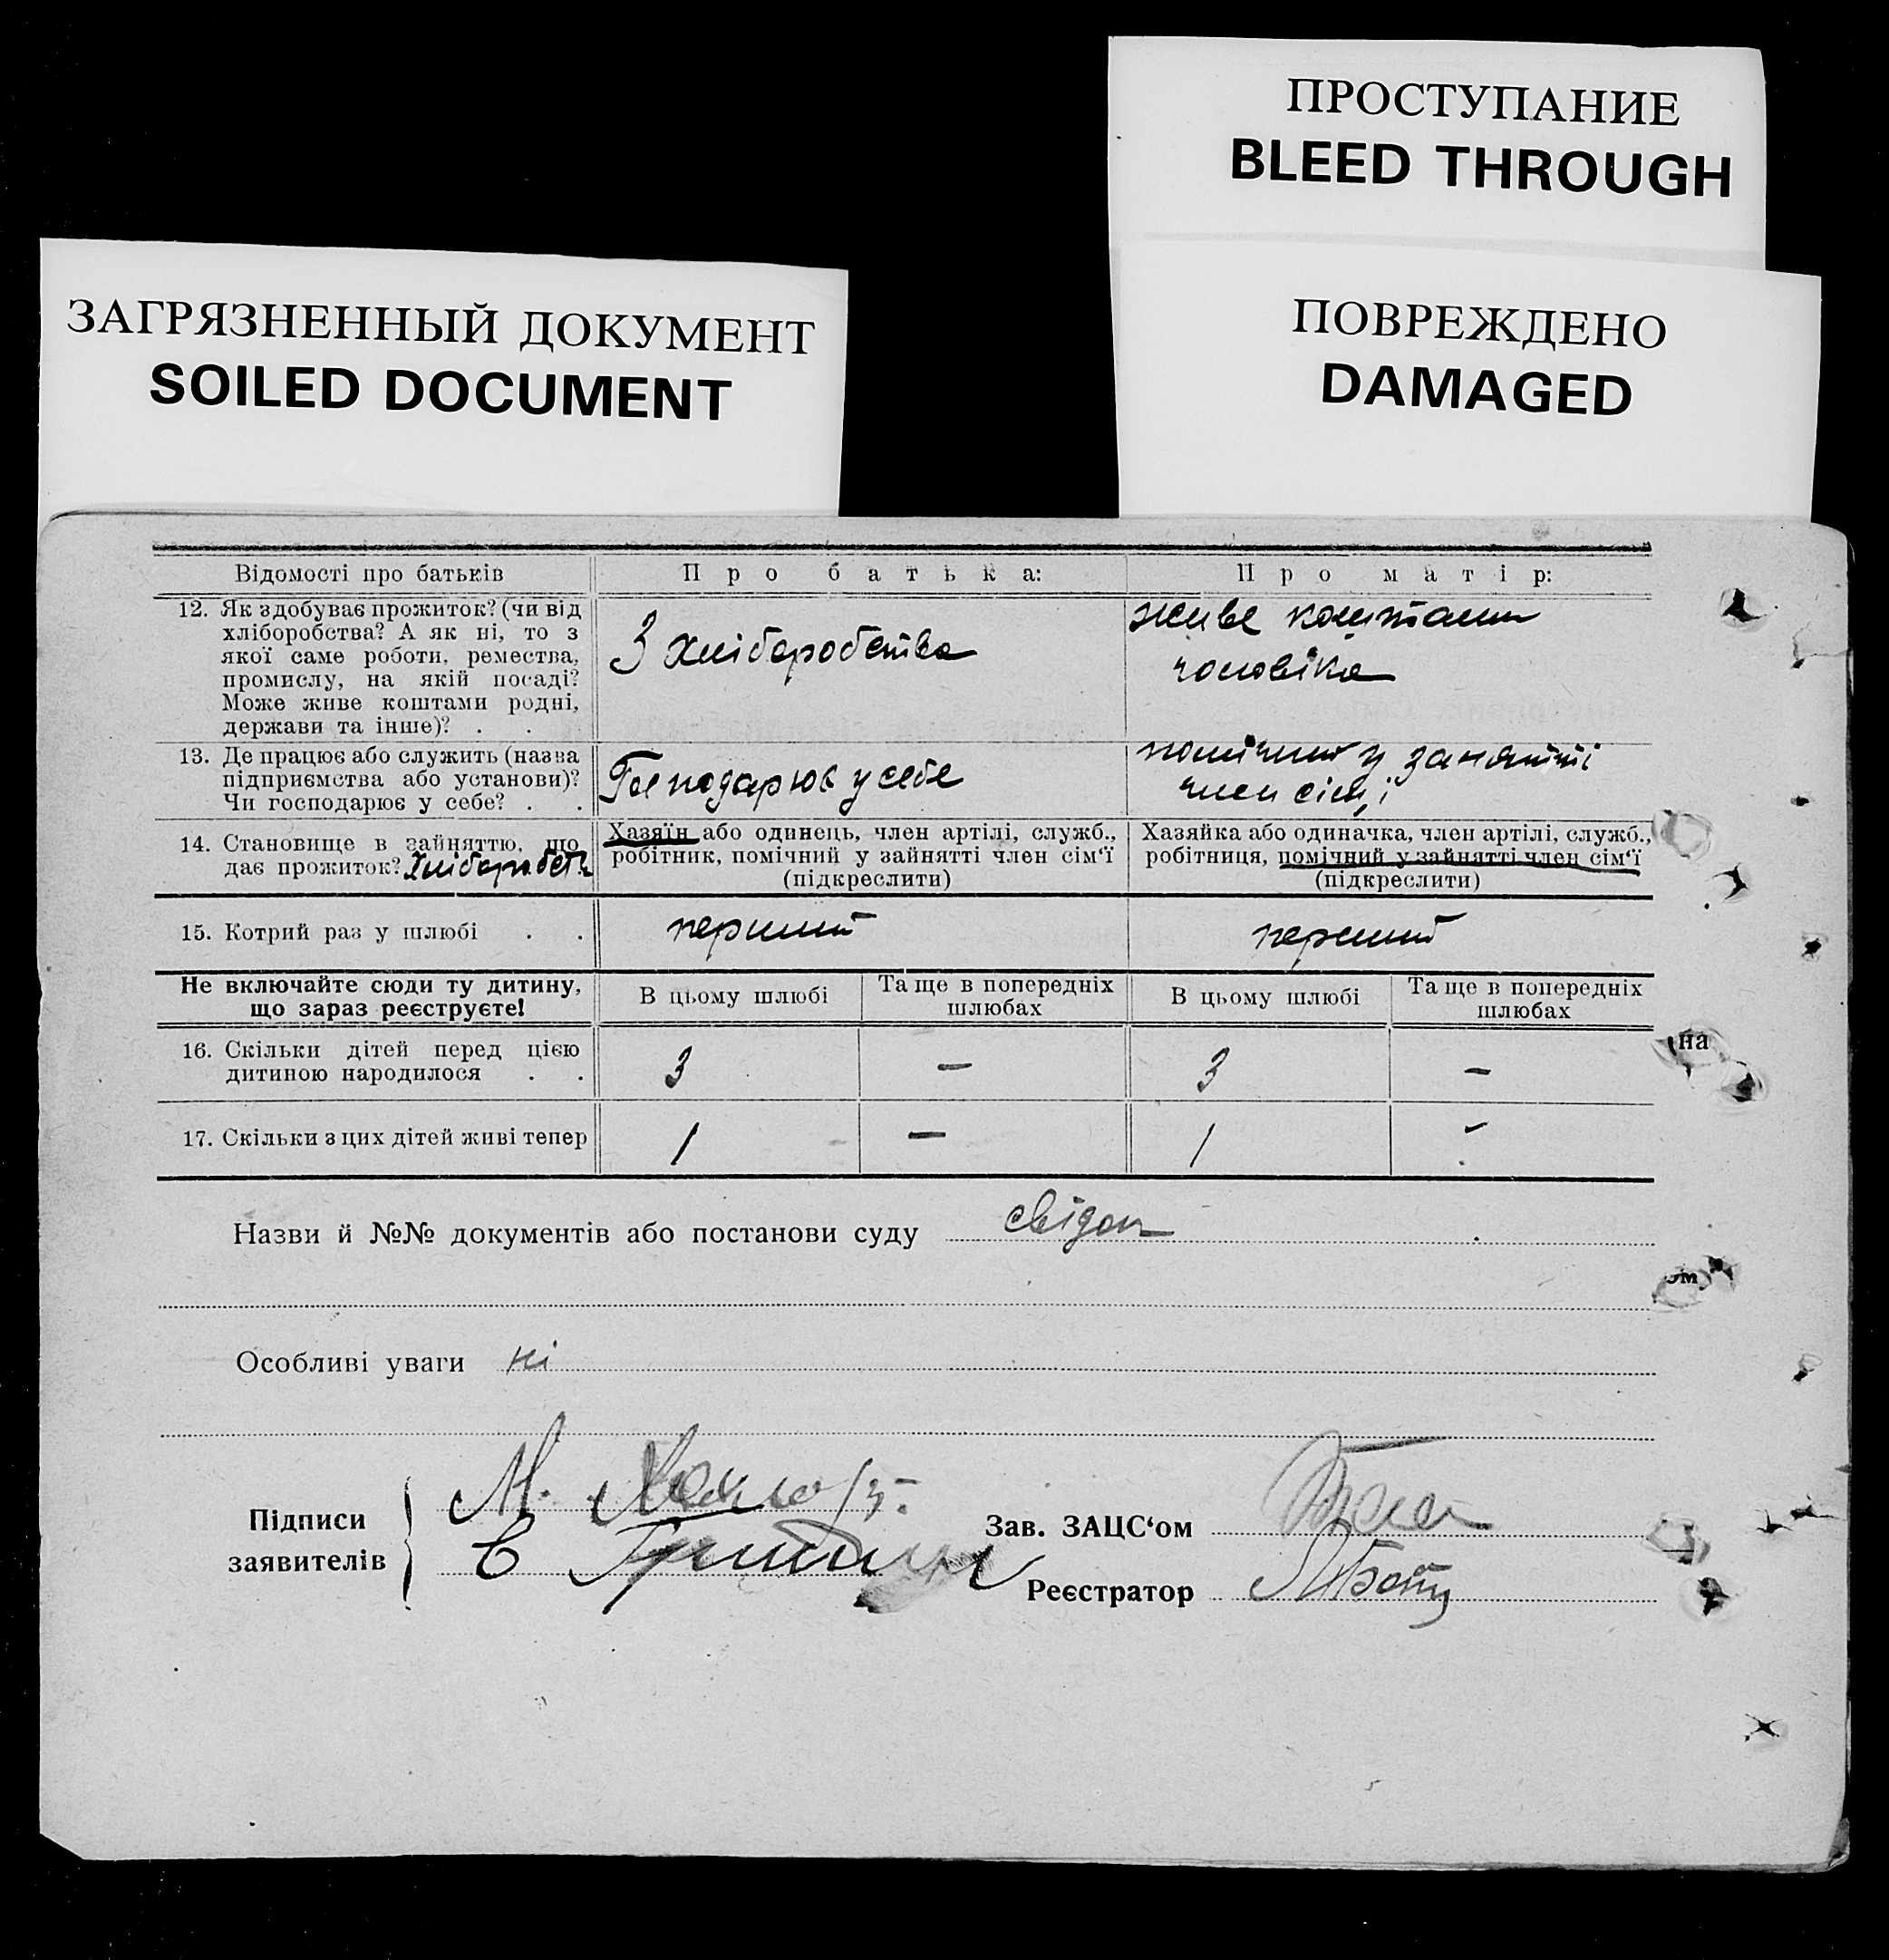 ПРОСТУПАНИЕ
BLEED THROUGH
ЗАГРЯЗНЕННЫЙ ДОКУМЕНТ
SOILED DOCUMENT
ПОВРЕЖДЕНО
DAMAGED
Відомості про батьків
Про батька:
Про матір:
12. Як здобуває прожиток? (чи від
хліборобства? А як ні, то з
якої саме роботи, ремества,
промислу, на якій посаді?
Може живе коштами родні,
держави та інше)? . .
З хліборобства
живе коштами
чоловіка
13. Де працює або служить (назва
підприємства або установи)?
Чи господарює у себе? . .
Господарює у себе
помічний у занятті
член сім'ї
14. Становище в зайняттю, що
дає прожиток?
Хазяїн або одинець, член артілі, служб.,
робітник, помічний у зайнятті член сім‘ї
(підкреслити)
Хазяйка або одиначка, член артілі, служб.,
робітниця, помічний у зайнятті член сім‘ї
(підкреслити)
15. Котрий раз у шлюбі . .
перший
перший
Не включайте сюди ту дитину,
що зараз реєструєте!
В цьому шлюбі
Та ще в попередніх
шлюбах
В цьому шлюбі
Та ще в попередніх
шлюбах
16. Скільки дітей перед цією
дитиною народилося . .
3
—
3
—
17. Скільки з цих дітей живі тепер
1
—
1
-
на
Назви й №№ документів або постанови суду
ом
Особливі уваги ні
Підписи
заявителів
М.
Зав. ЗАЦС‘ом
Реєстратор